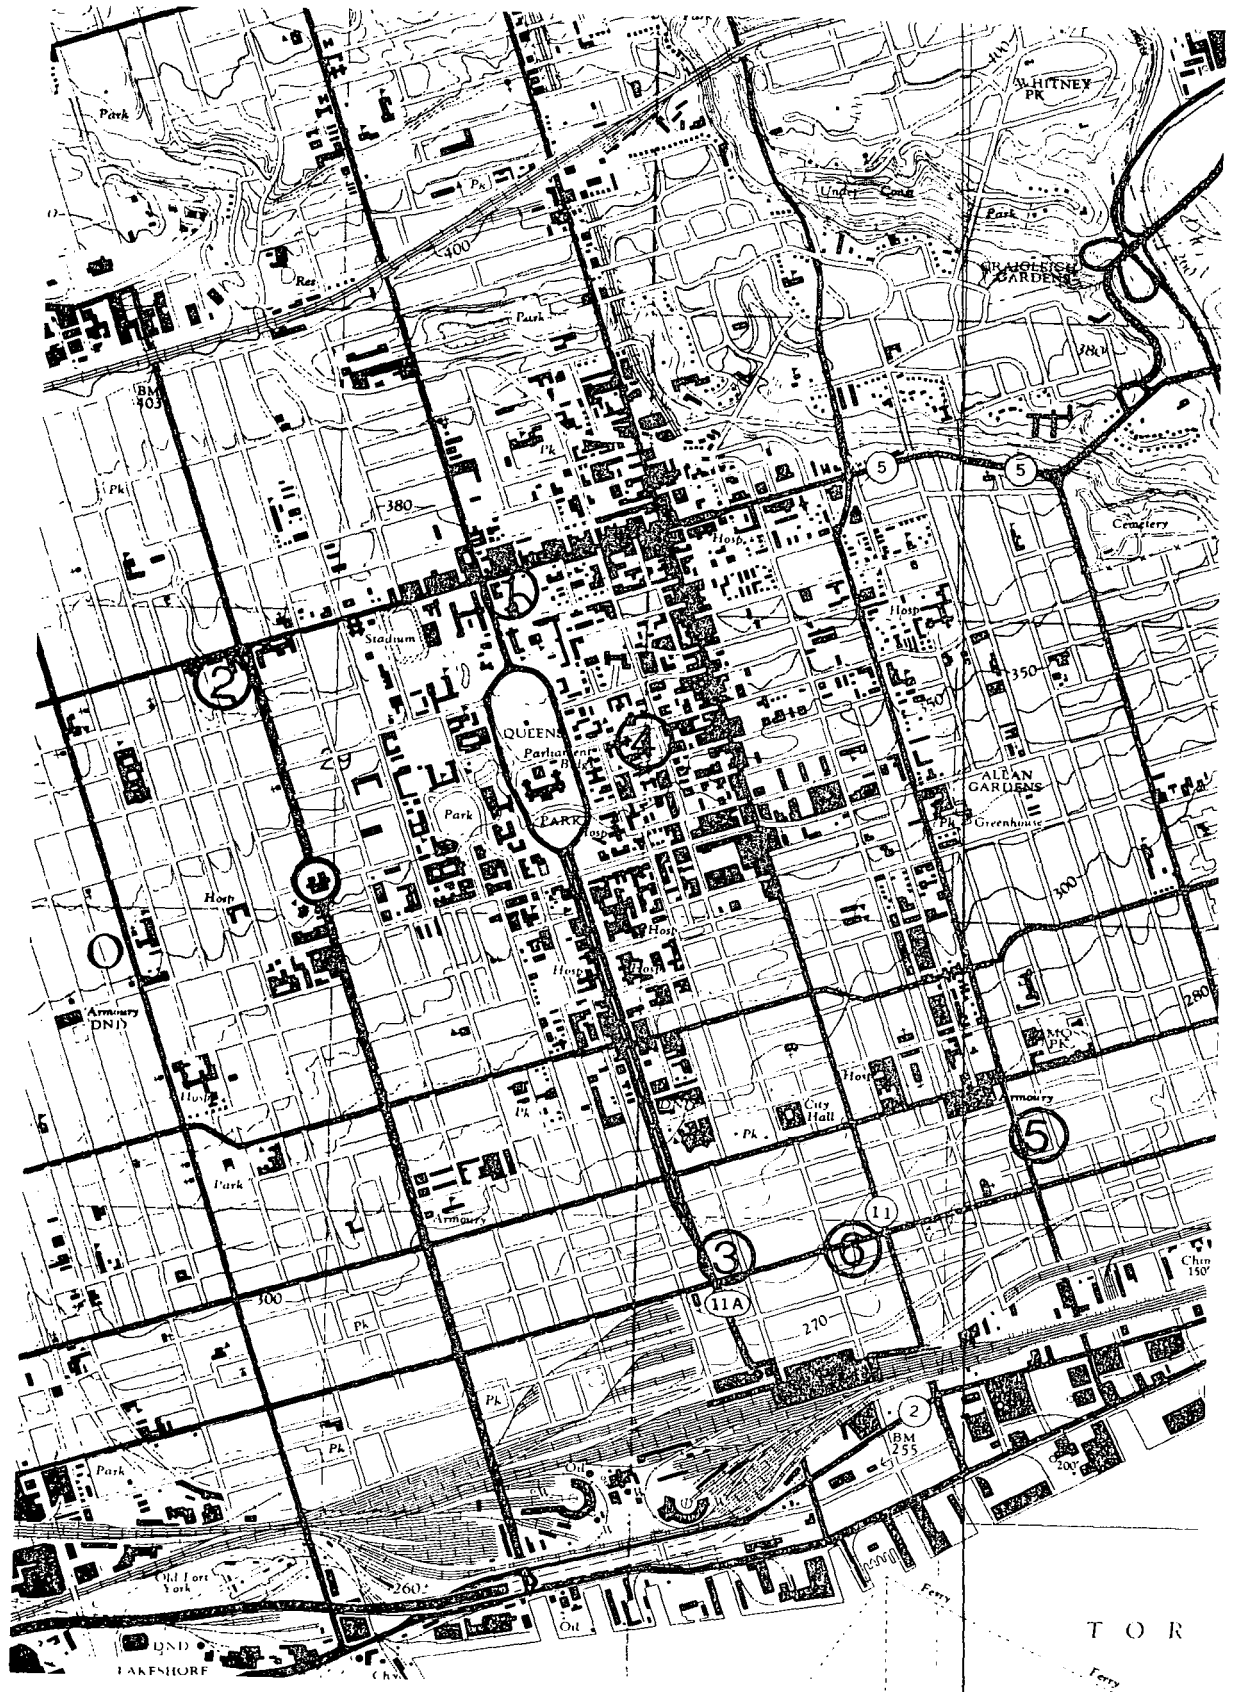 Park
WHITNEY
PK
Park
Pk
Under Const
Park
400
CRAIGLEIGH
GARDENS
Res
Park
380
BM
403
Pk
Pk
5
5
380
Cemetery
Hosp.
Hosp
Stadium
350
2
QUEENS
Parliament
Bldgs
4
29
ALLAN
GARDENS
Park
PARK
Hosp
Pk
Greenhouse
300
Hosp
Hosp
Hosp
Hosp
280
Armoury
DND
MOSS
PK
Hosp
Hosp
DND
City
Hall
Armoury
Pk
Pk
5
Park
Armoury
11
3
6
300
11A
270
Pk
Pk
2
BM
255
Pk
Park
Oil
200'
Old Fort
York
260
Ferry
Oil
T O R
DND
LAKESHORE
Ferry